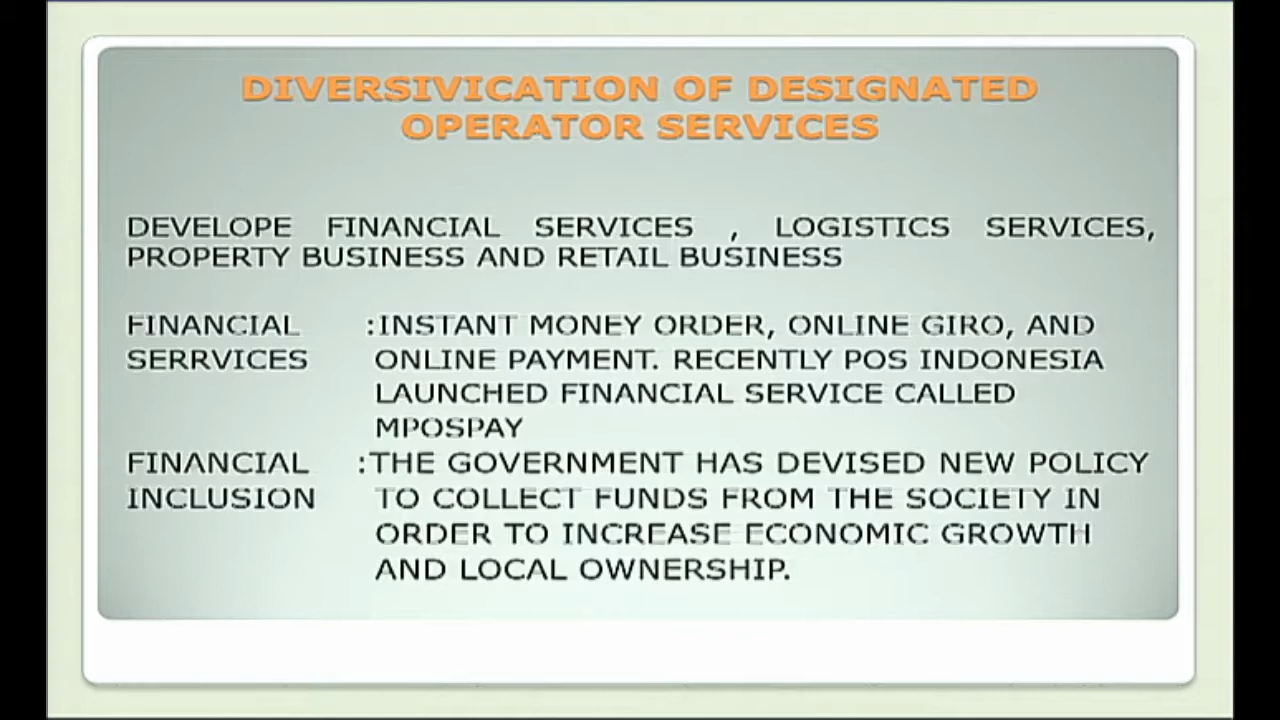 DIVERSIVICATION OF DESIGNATED
OPERATOR SERVICES
DEVELOPE FINANCIAL SERVICES , LOGISTICS SERVICES,
PROPERTY BUSINESS AND RETAIL BUSINESS
FINANCIAL :INSTANT MONEY ORDER, ONLINE GIRO, AND
SERRVICES ONLINE PAYMENT. RECENTLY POS INDONESIA
LAUNCHED FINANCIAL SERVICE CALLED
MPOSPAY
FINANCIAL :THE GOVERNMENT HAS DEVISED NEW POLICY
INCLUSION TO COLLECT FUNDS FROM THE SOCIETY IN
ORDER TO INCREASE ECONOMIC GROWTH
AND LOCAL OWNERSHIP.